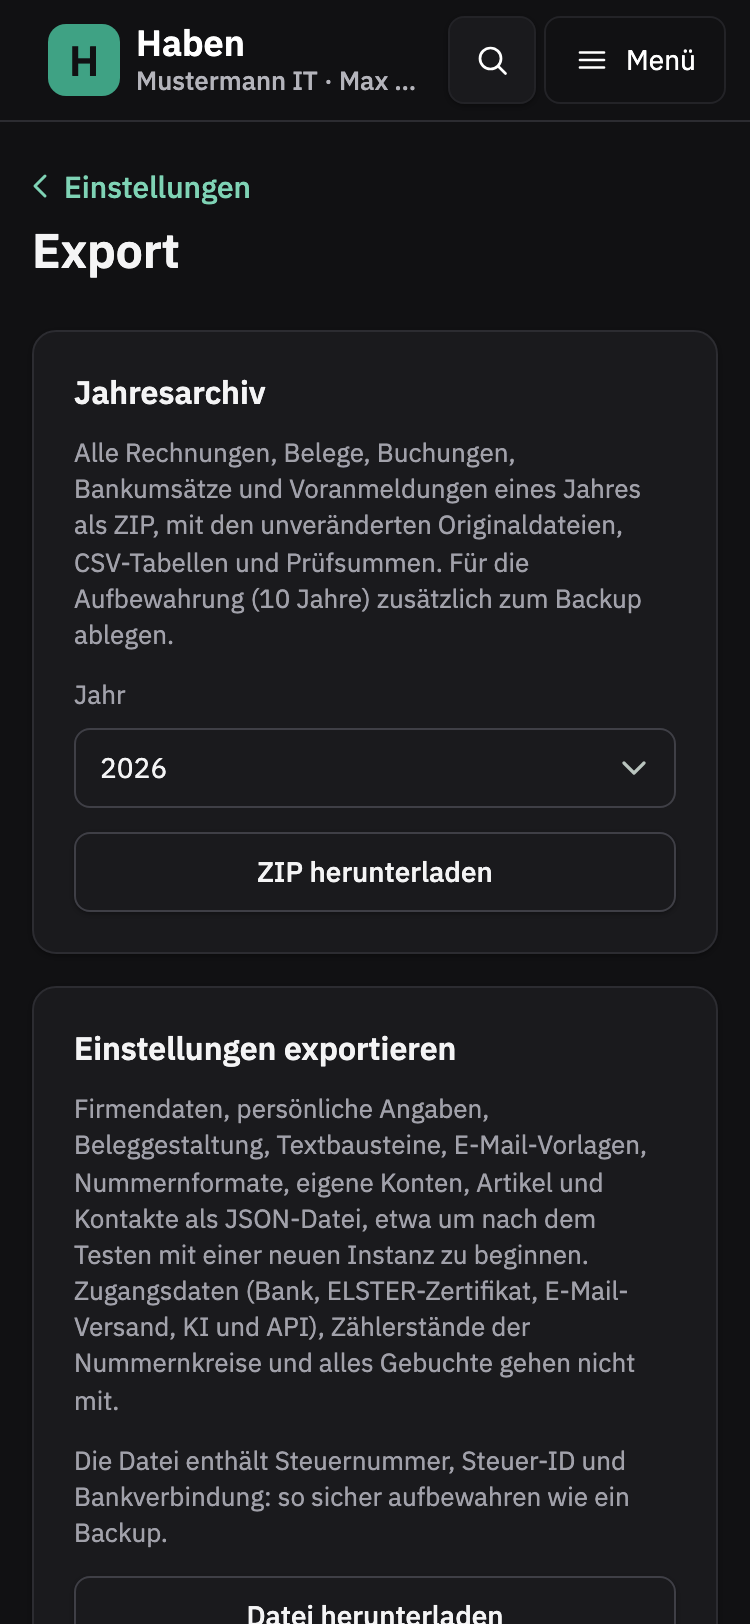 H
Haben
Mustermann IT · Max ...
Menü
Einstellungen
Export
Jahresarchiv
Alle Rechnungen, Belege, Buchungen,
Bankumsätze und Voranmeldungen eines Jahres
als ZIP, mit den unveränderten Originaldateien,
CSV-Tabellen und Prüfsummen. Für die
Aufbewahrung (10 Jahre) zusätzlich zum Backup
ablegen.
Jahr
2026
ZIP herunterladen
Einstellungen exportieren
Firmendaten, persönliche Angaben,
Beleggestaltung, Textbausteine, E-Mail-Vorlagen,
Nummernformate, eigene Konten, Artikel und
Kontakte als JSON-Datei, etwa um nach dem
Testen mit einer neuen Instanz zu beginnen.
Zugangsdaten (Bank, ELSTER-Zertifikat, E-Mail-
Versand, KI und API), Zählerstände der
Nummernkreise und alles Gebuchte gehen nicht
mit.
Die Datei enthält Steuernummer, Steuer-ID und
Bankverbindung: so sicher aufbewahren wie ein
Backup.
Datei herunterladen